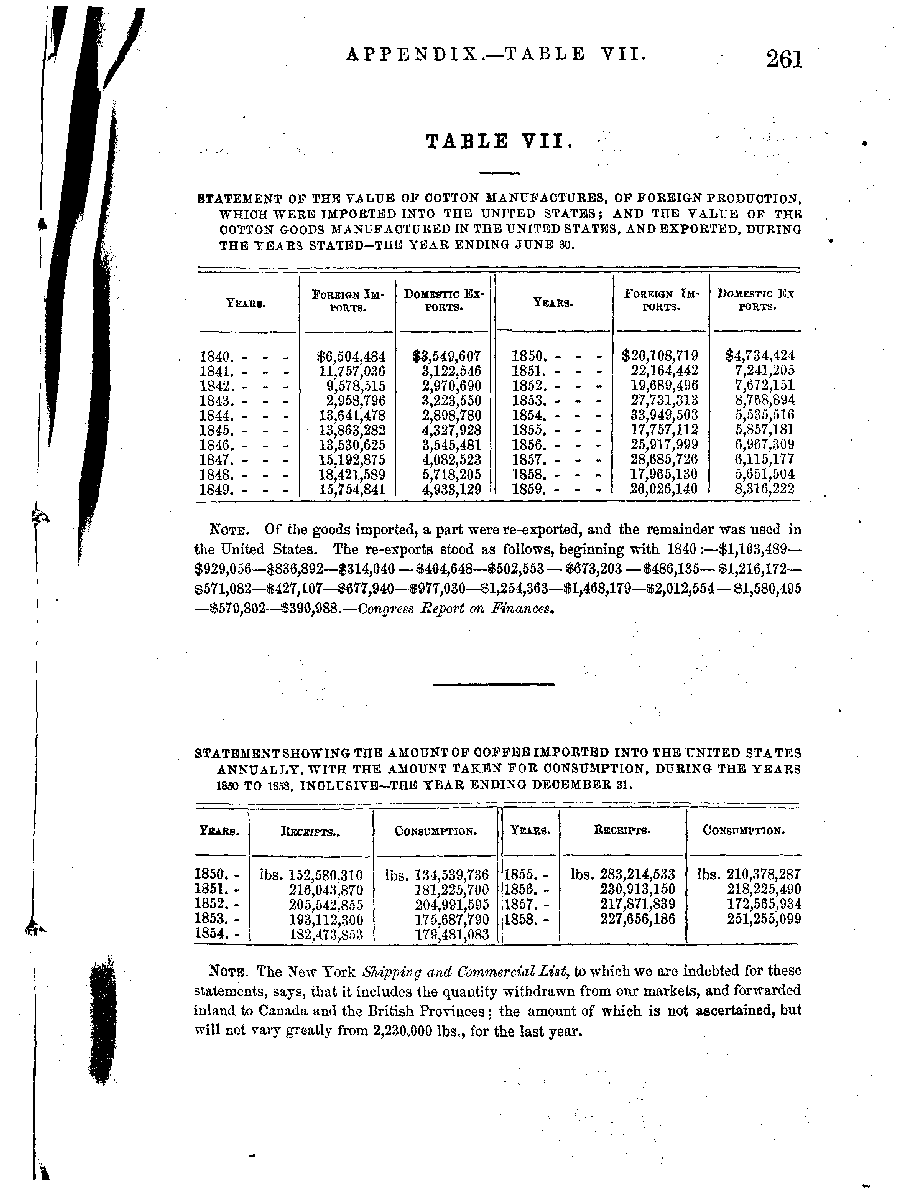 APPENDIX.—TABLE VII. 261
TABLE VII.
STATEMENT OF THE VALUE OF COTTON MANUFACTURES, OF FOREIGN PRODUCTION,
WHICH WERE IMPORTED INTO THE UNITED STATES; AND THE VALUE OF THE
COTTON GOODS MANUFACTURED IN THE UNITED STATES, AND EXPORTED, DURING
THE YEARS STATED—THE YEAR ENDING JUNE 30.
YEARS. FOREIGN IM- DOMESTIC EX- YEARS. FOREIGN IM- DOMESTIC EX
PORTS. PORTS. PORTS. PORTS.
1840. - - - $6,504,484 $3,549,607 1850. - - - $20,108,719 $4,734,424
1841. - - - 11,757,036 3,122,546 1851. - - - 22,164,442 7,241,205
1842. - - - 9,578,515 2,970,690 1852. - - - 19,689,496 7,672,151
1843. - - - 2,958,796 3,223,550 1853. - - - 27,731,313 8,768,894
1844. - - - 13,641,478 2,898,780 1854. - - - 33,949,503 5,535,516
1845. - - - 13,863,282 4,327,928 1855. - - - 17,757,112 5,857,181
1846. - - - 13,530,625 3,545,481 1856. - - - 25,917,999 6,967,309
1847. - - - 15,192,875 4,082,523 1857. - - - 28,685,726 6,115,177
1848. - - - 18,421,589 5,718,205 1858. - - - 17,965,130 5,651,504
1849. - - - 15,754,841 4,933,129 1859. - - - 26,026,140 8,316,222
NOTE. Of the goods imported, a part were re-exported, and the remainder was used in
the United States. The re-exports stood as follows, beginning with 1840:—$1,103,489—
$929,056—$836,892—$314,040—$404,648—$502,553—$673,203—$486,135—$1,216,172—
$571,082—$427,107—$677,940—$977,030—$1,254,363—$1,468,179—$2,012,554—$1,580,495
—$570,802—$390,988.—Congress Report on Finances.
STATEMENT SHOWING THE AMOUNT OF COFFEE IMPORTED INTO THE UNITED STATES
ANNUALLY, WITH THE AMOUNT TAKEN FOR CONSUMPTION, DURING THE YEARS
1850 TO 1858, INCLUSIVE—THE YEAR ENDING DECEMBER 31.
YEARS. RECEIPTS. CONSUMPTION. YEARS. RECEIPTS. CONSUMPTION.
1850. - lbs. 152,580,310 lbs. 134,539,736 1855. - lbs. 283,214,533 lbs. 210,378,287
1851. - 216,043,870 181,225,700 1856. - 230,913,150 218,225,490
1852. - 205,542,855 204,991,595 1857. - 217,871,839 172,565,934
1853. - 193,112,300 175,687,790 1858. - 227,656,186 251,255,099
1854. - 182,473,853 179,481,083
NOTE. The New York Shipping and Commercial List, to which we are indebted for these
statements, says, that it includes the quantity withdrawn from our markets, and forwarded
inland to Canada and the British Provinces; the amount of which is not ascertained, but
will not vary greatly from 2,230,000 lbs., for the last year.